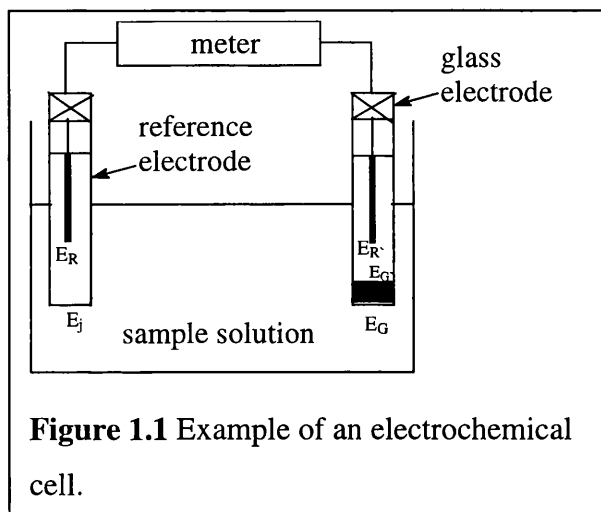 meter
glass
electrode
reference
electrode
E_R
E_R`
E_G`
E_j
E_G
sample solution
Figure 1.1 Example of an electrochemical
cell.